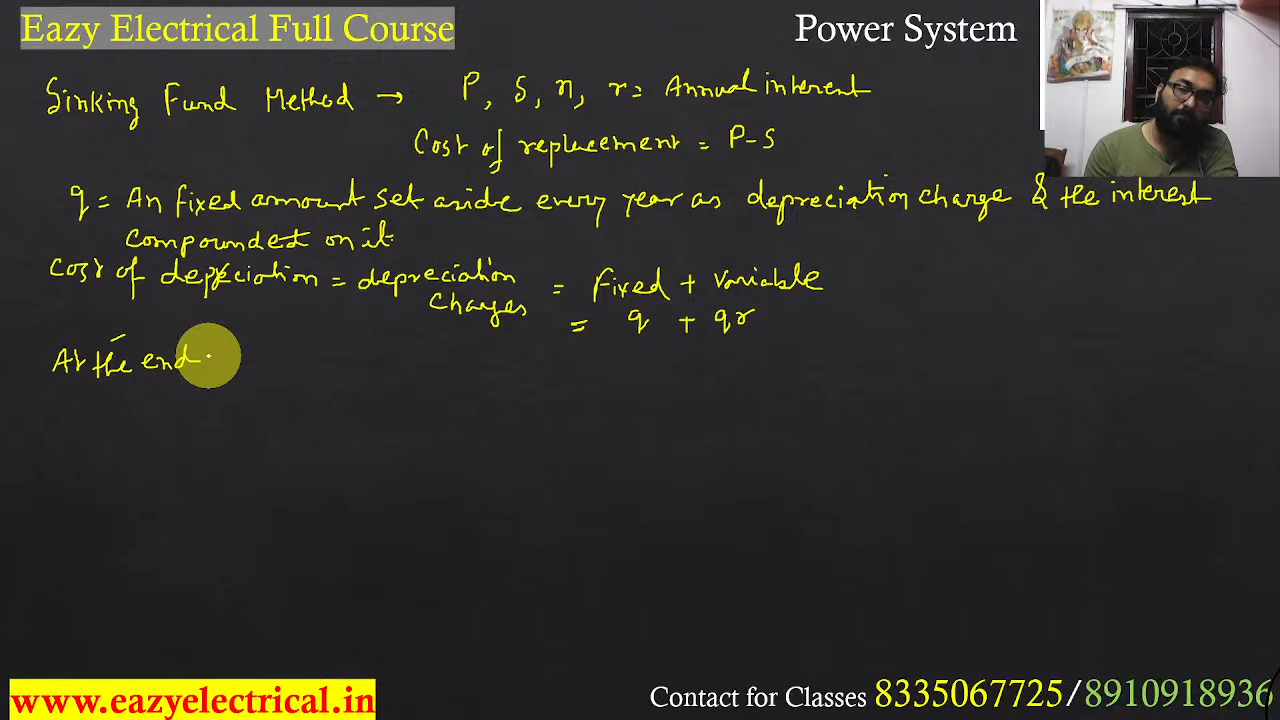 Eazy Electrical Full Course
Power System
Sinking Fund Method → P, S, n, r = Annual interest
Cost of replacement = P-S
q = An fixed amount set aside every year as depreciation charge & the interest
compounded on it
Cost of depreciation = depreciation charges = fixed + variable
= q + qr
At the end
www.eazyelectrical.in
Contact for Classes 8335067725/8910918936